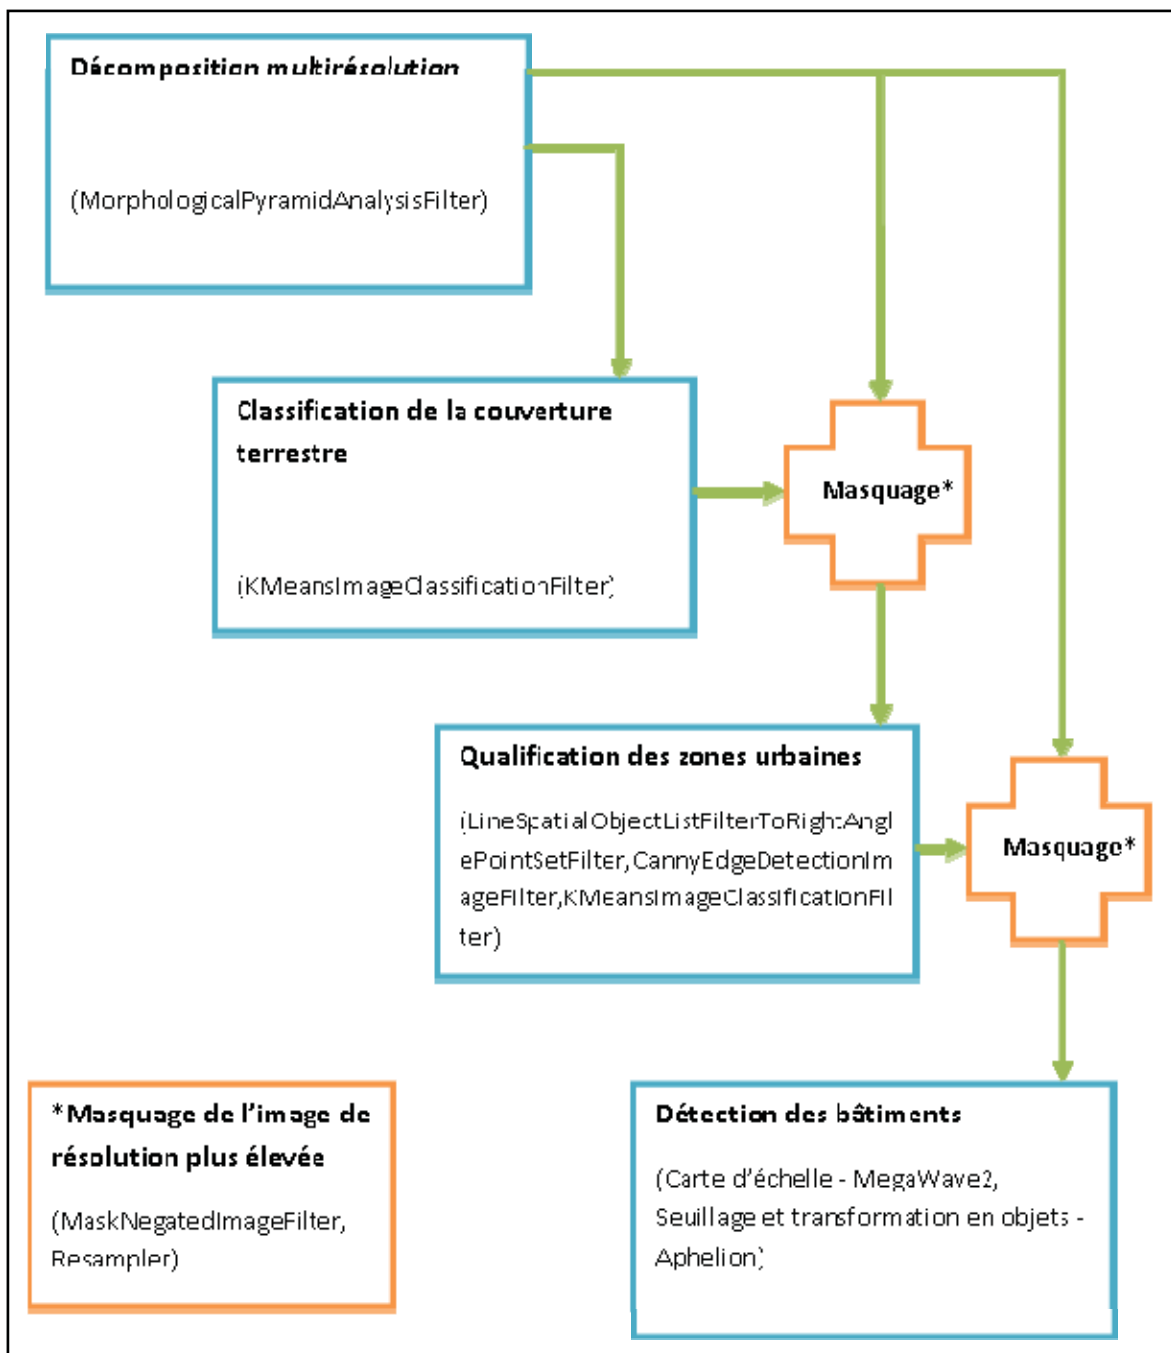 Décomposition multirésolution
(MorphologicalPyramidAnalysisFilter)
Classification de la couverture
terrestre
(KMeansImageClassificationFilter)
Masquage*
Qualification des zones urbaines
(LineSpatialObjectListFilterToRightAngl
ePointSetFilter,CannyEdgeDetectionIm
ageFilter,KMeansImageClassificationFil
ter)
Masquage*
*Masquage de l’image de
résolution plus élevée
(MaskNegatedImageFilter,
Resampler)
Détection des bâtiments
(Carte d’échelle - MegaWave2,
Seuillage et transformation en objets -
Aphelion)